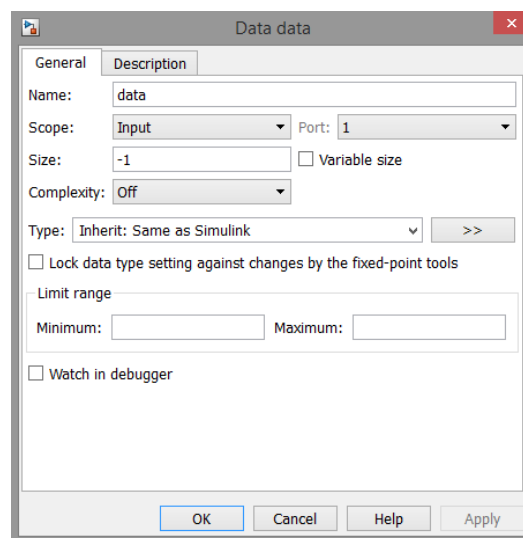 Data data
General Description
Name: data
Scope: Input Port: 1
Size: -1 Variable size
Complexity: Off
Type: Inherit: Same as Simulink >>
Lock data type setting against changes by the fixed-point tools
Limit range
Minimum: Maximum:
Watch in debugger
OK Cancel Help Apply